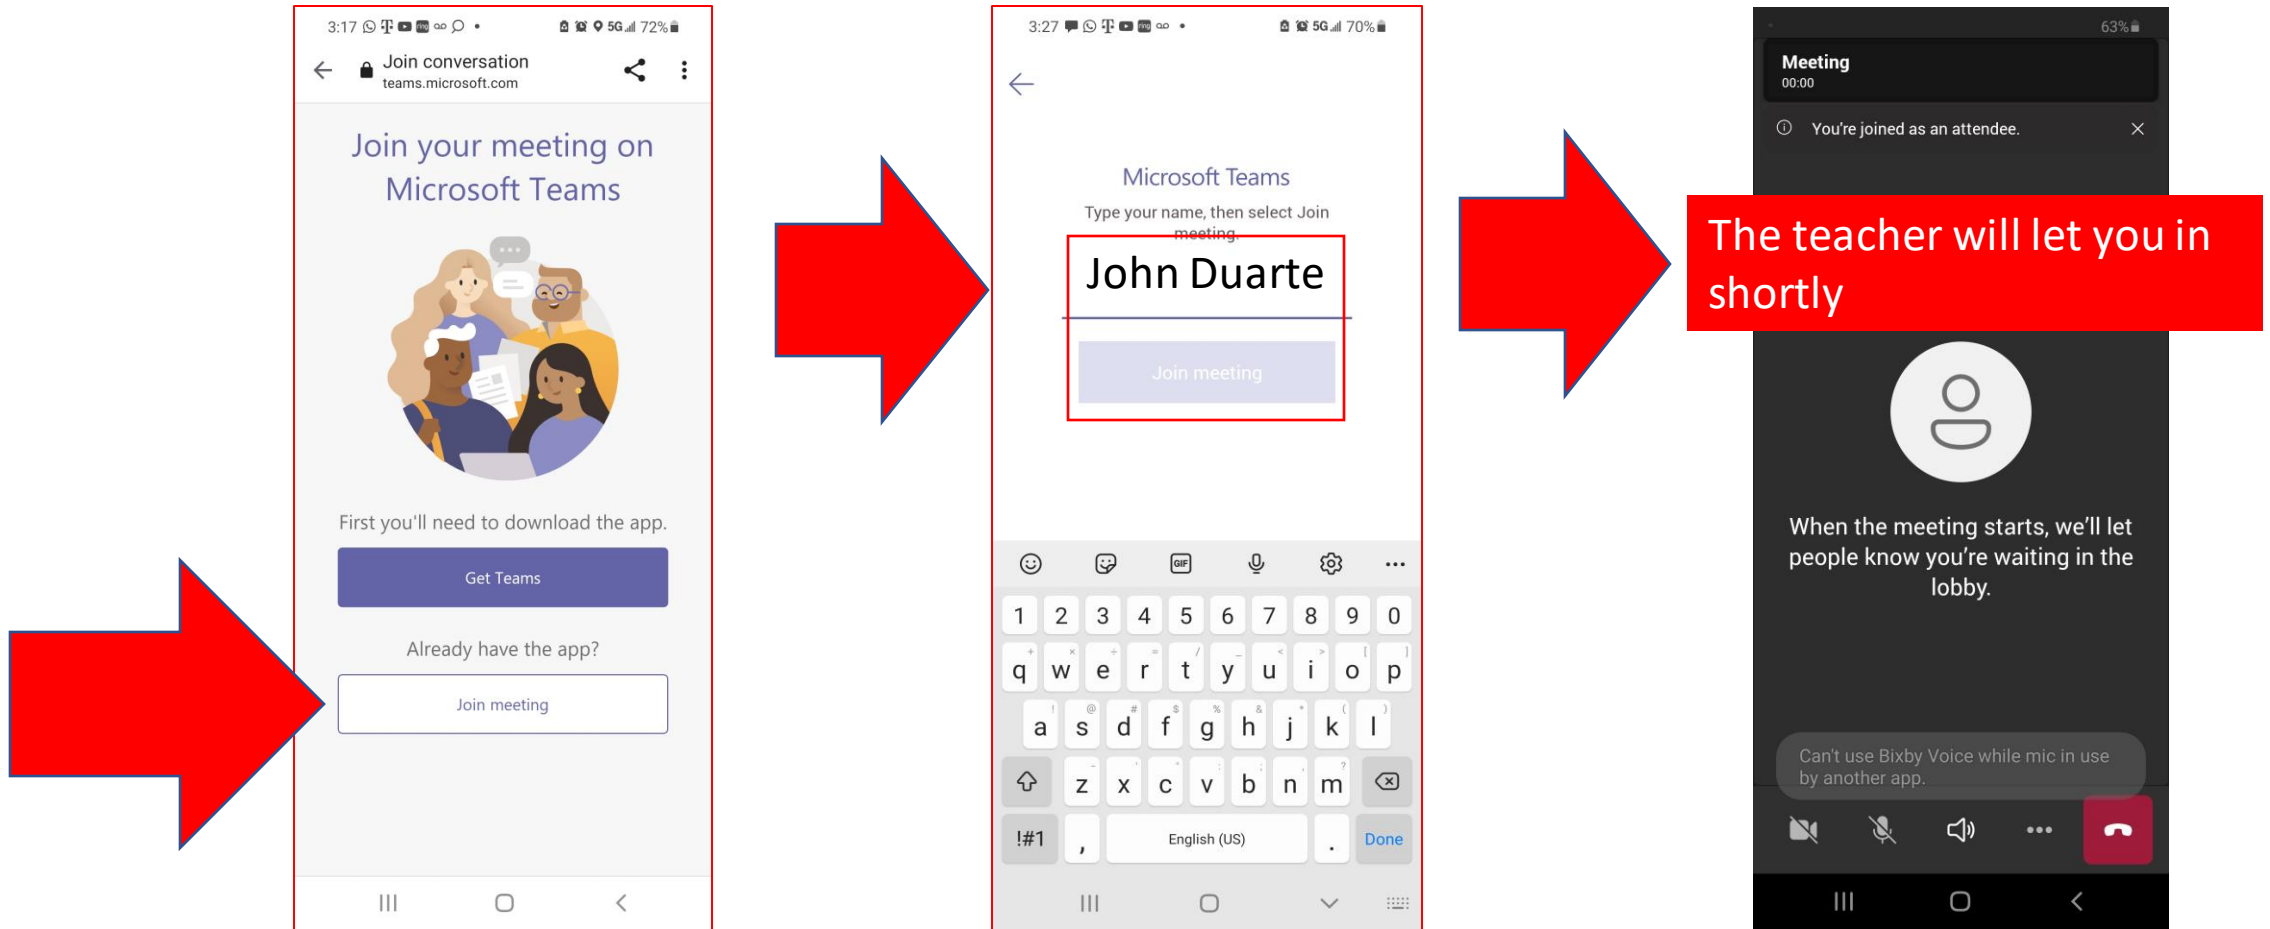 3:17
5G 72%
Join conversation
teams.microsoft.com
Join your meeting on
Microsoft Teams
First you'll need to download the app.
Get Teams
Already have the app?
Join meeting
3:27
5G 70%
Microsoft Teams
Type your name, then select Join
meeting.
John Duarte
Join meeting
GIF
1 2 3 4 5 6 7 8 9 0
q w e r t y u i o p
a s d f g h j k l
z x c v b n m
!#1 , English (US) . Done
63%
Meeting
00:00
You're joined as an attendee.
The teacher will let you in
shortly
When the meeting starts, we'll let
people know you're waiting in the
lobby.
Can't use Bixby Voice while mic in use
by another app.